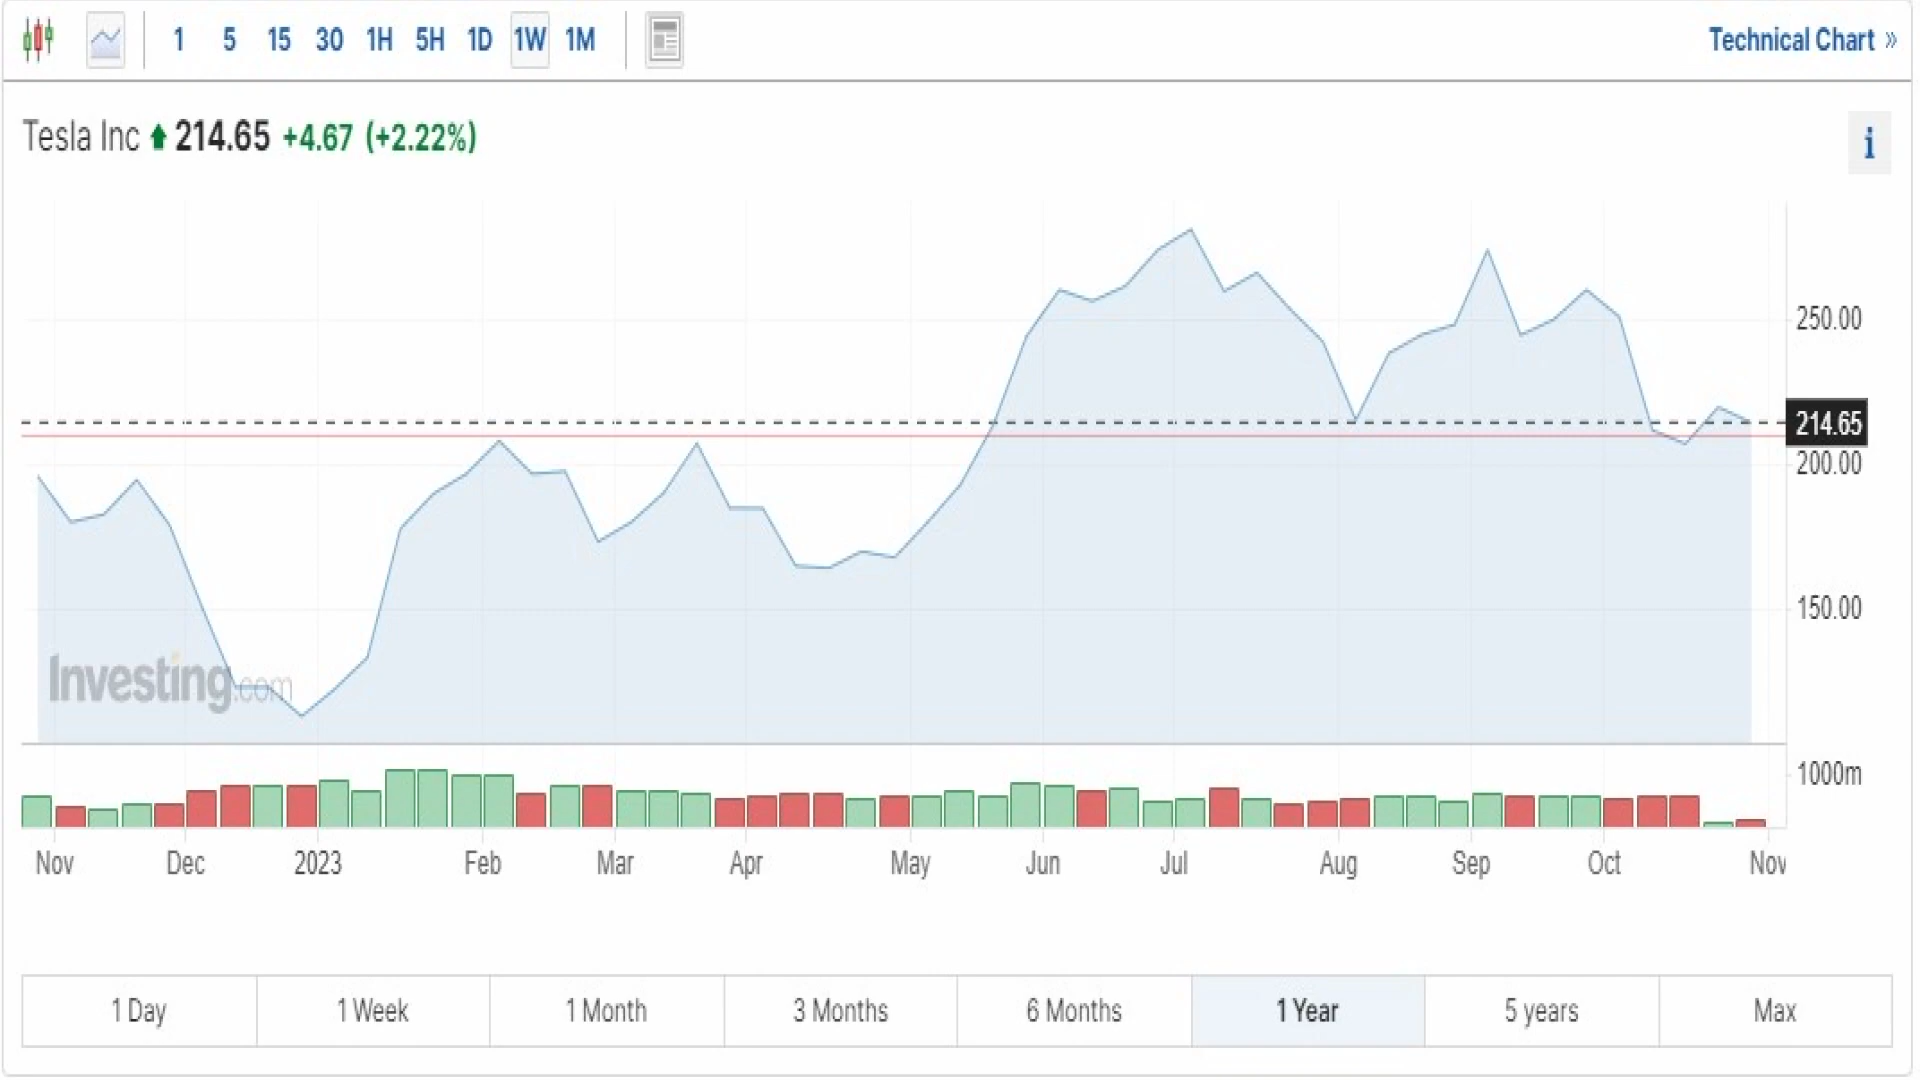 1 5 15 30 1H 5H 1D 1W 1M Technical Chart »
Tesla Inc 214.65 +4.67 (+2.22%)
i
250.00
214.65
200.00
150.00
Investing.com
1000m
Nov Dec 2023 Feb Mar Apr May Jun Jul Aug Sep Oct Nov
1 Day 1 Week 1 Month 3 Months 6 Months 1 Year 5 years Max